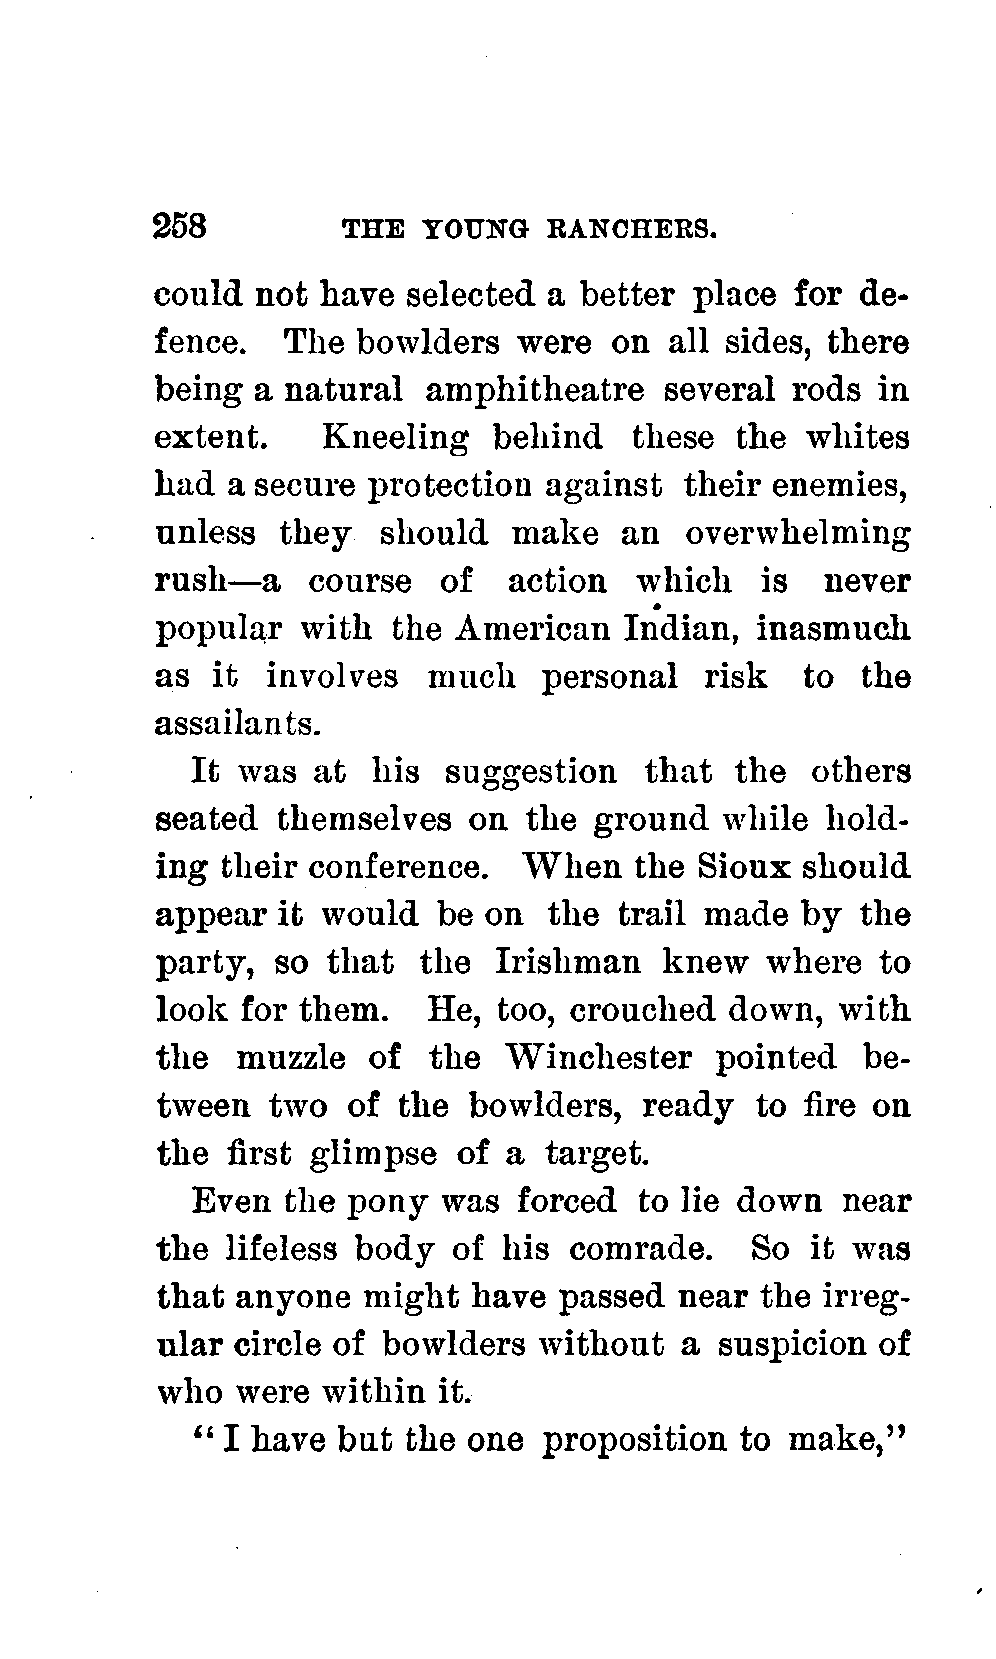 258 THE YOUNG RANCHERS.
could not have selected a better place for de-
fence. The bowlders were on all sides, there
being a natural amphitheatre several rods in
extent. Kneeling behind these the whites
had a secure protection against their enemies,
unless they should make an overwhelming
rush—a course of action which is never
popular with the American Indian, inasmuch
as it involves much personal risk to the
assailants.
It was at his suggestion that the others
seated themselves on the ground while hold-
ing their conference. When the Sioux should
appear it would be on the trail made by the
party, so that the Irishman knew where to
look for them. He, too, crouched down, with
the muzzle of the Winchester pointed be-
tween two of the bowlders, ready to fire on
the first glimpse of a target.
Even the pony was forced to lie down near
the lifeless body of his comrade. So it was
that anyone might have passed near the irreg-
ular circle of bowlders without a suspicion of
who were within it.
“I have but the one proposition to make,”